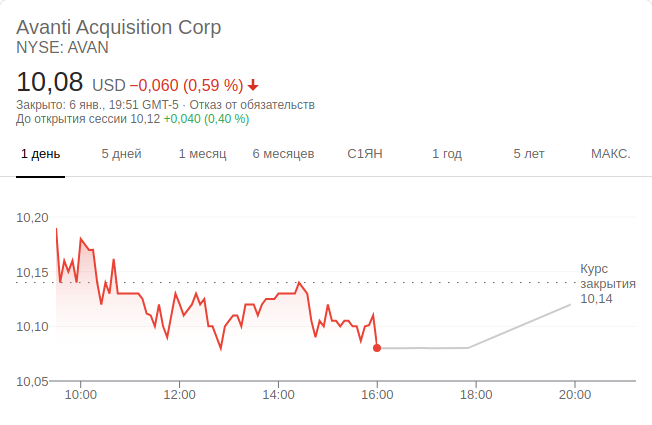 Avanti Acquisition Corp
NYSE: AVAN
10,08 USD −0,060 (0,59 %)
Закрыто: 6 янв., 19:51 GMT-5 · Отказ от обязательств
До открытия сессии 10,12 +0,040 (0,40 %)
1 день 5 дней 1 месяц 6 месяцев С1ЯН 1 год 5 лет МАКС.
10,20
10,15
10,10
10,05
Курс
закрытия
10,14
10:00 12:00 14:00 16:00 18:00 20:00